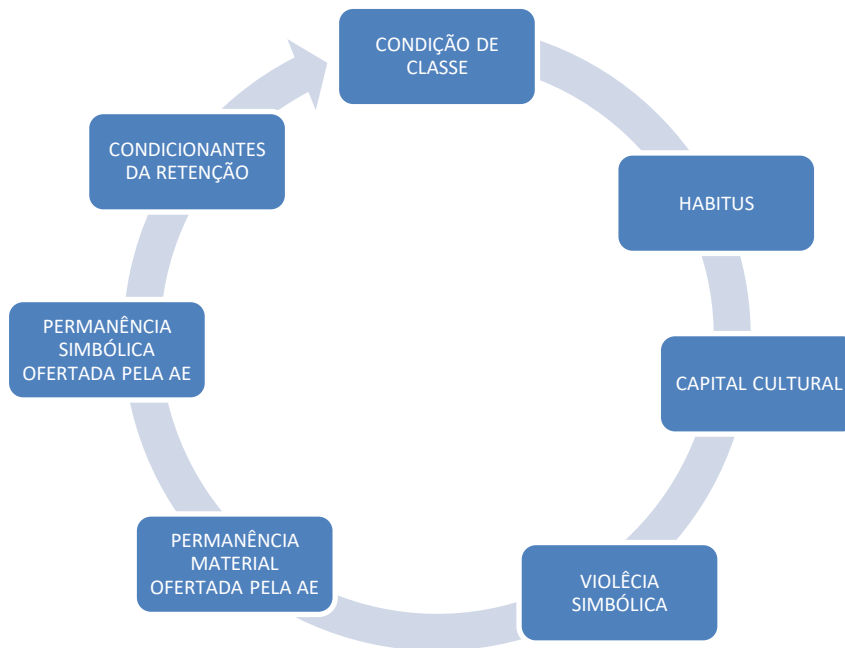 CONDIÇÃO DE
CLASSE
HABITUS
CAPITAL CULTURAL
VIOLÊCIA
SIMBÓLICA
PERMANÊNCIA
MATERIAL
OFERTADA PELA AE
PERMANÊNCIA
SIMBÓLICA
OFERTADA PELA AE
CONDICIONANTES
DA RETENÇÃO